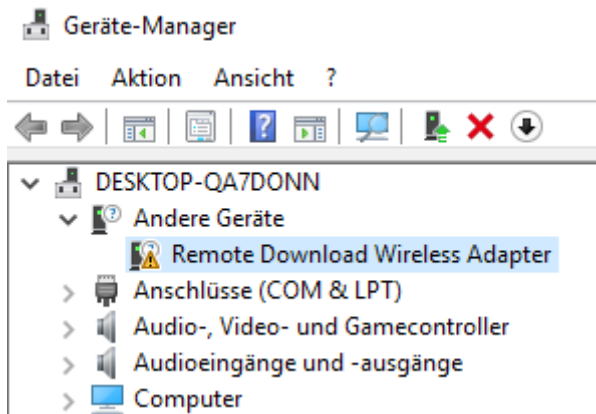 Geräte-Manager
Datei Aktion Ansicht ?
DESKTOP-QA7DONN
Andere Geräte
Remote Download Wireless Adapter
Anschlüsse (COM & LPT)
Audio-, Video- und Gamecontroller
Audioeingänge und -ausgänge
Computer